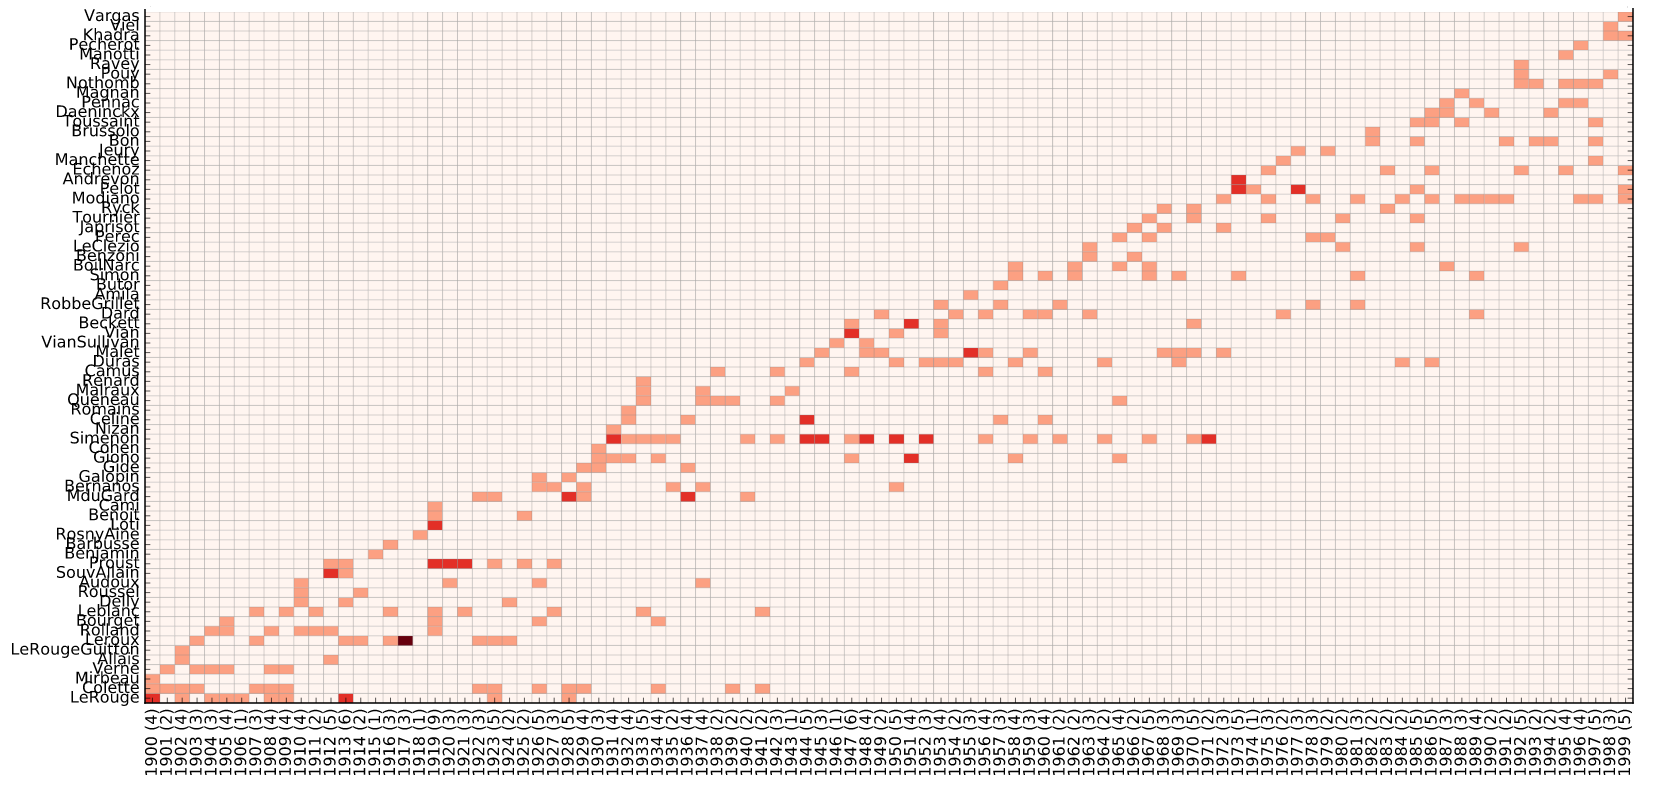 Vargas
Viel
Khadra
Pecherot
Manotti
Ravey
Pouy
Nothomb
Magnan
Pennac
Daeninckx
Toussaint
Brussolo
Bon
Jeury
Manchette
Echenoz
Andrevon
Pelot
Modiano
Ryck
Tournier
Japrisot
Perec
LeClezio
Benzoni
BoilNarc
Simon
Butor
Amila
RobbeGrillet
Dard
Beckett
Vian
VianSullivan
Malet
Duras
Camus
Renard
Malraux
Queneau
Romains
Celine
Nizan
Simenon
Cohen
Giono
Gide
Galopin
Bernanos
MduGard
Cami
Benoit
Loti
RosnyAine
Barbusse
Benjamin
Proust
SouvAllain
Audoux
Roussel
Delly
Leblanc
Bourget
Rolland
Leroux
LeRougeGuitton
Allais
Verne
Mirbeau
Colette
LeRouge
1900 (4)
1901 (2)
1902 (4)
1903 (3)
1904 (3)
1905 (4)
1906 (1)
1907 (3)
1908 (4)
1909 (4)
1910 (4)
1911 (2)
1912 (5)
1913 (6)
1914 (2)
1915 (1)
1916 (3)
1917 (3)
1918 (1)
1919 (9)
1920 (3)
1921 (3)
1922 (3)
1923 (5)
1924 (2)
1925 (2)
1926 (5)
1927 (3)
1928 (5)
1929 (4)
1930 (3)
1931 (4)
1932 (4)
1933 (5)
1934 (4)
1935 (2)
1936 (4)
1937 (4)
1938 (2)
1939 (2)
1940 (2)
1941 (2)
1942 (3)
1943 (1)
1944 (5)
1945 (3)
1946 (1)
1947 (6)
1948 (4)
1949 (2)
1950 (5)
1951 (4)
1952 (3)
1953 (4)
1954 (2)
1955 (3)
1956 (4)
1957 (3)
1958 (4)
1959 (3)
1960 (4)
1961 (2)
1962 (2)
1963 (3)
1964 (2)
1965 (4)
1966 (2)
1967 (5)
1968 (3)
1969 (3)
1970 (5)
1971 (2)
1972 (3)
1973 (5)
1974 (1)
1975 (3)
1976 (2)
1977 (3)
1978 (3)
1979 (2)
1980 (2)
1981 (3)
1982 (2)
1983 (2)
1984 (2)
1985 (5)
1986 (5)
1987 (3)
1988 (3)
1989 (4)
1990 (2)
1991 (2)
1992 (5)
1993 (2)
1994 (2)
1995 (4)
1996 (4)
1997 (5)
1998 (3)
1999 (5)